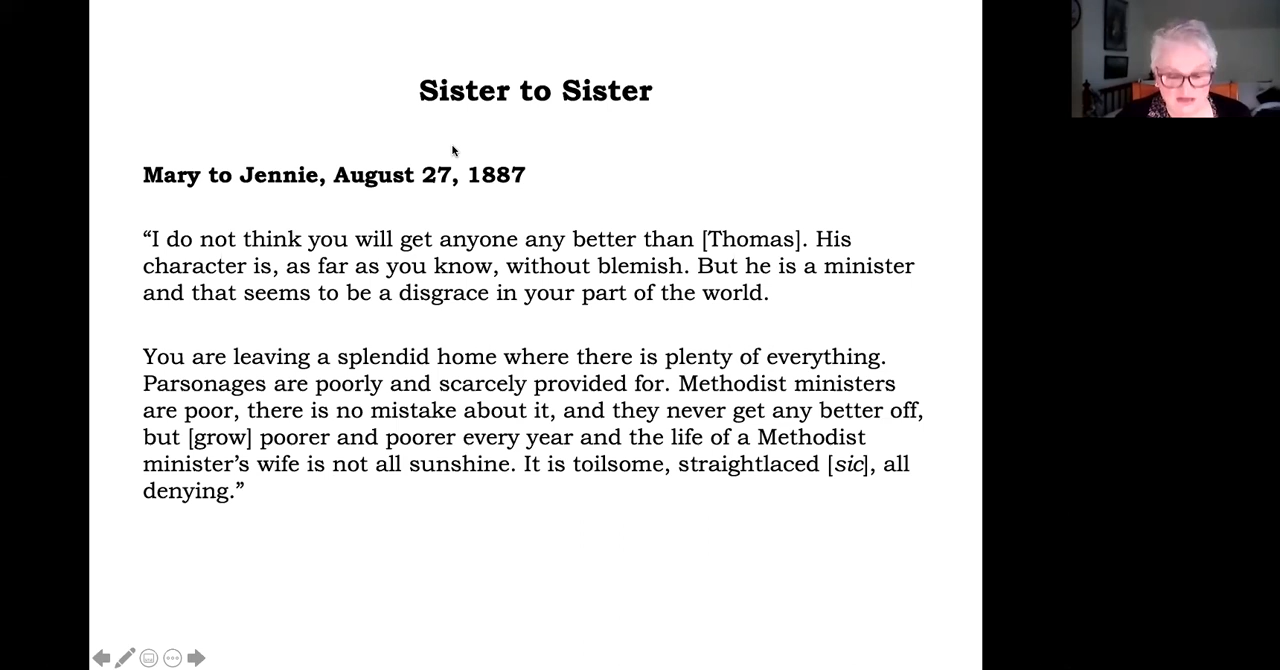 Sister to Sister
Mary to Jennie, August 27, 1887
“I do not think you will get anyone any better than [Thomas]. His
character is, as far as you know, without blemish. But he is a minister
and that seems to be a disgrace in your part of the world.
You are leaving a splendid home where there is plenty of everything.
Parsonages are poorly and scarcely provided for. Methodist ministers
are poor, there is no mistake about it, and they never get any better off,
but [grow] poorer and poorer every year and the life of a Methodist
minister’s wife is not all sunshine. It is toilsome, straightlaced [sic], all
denying.”